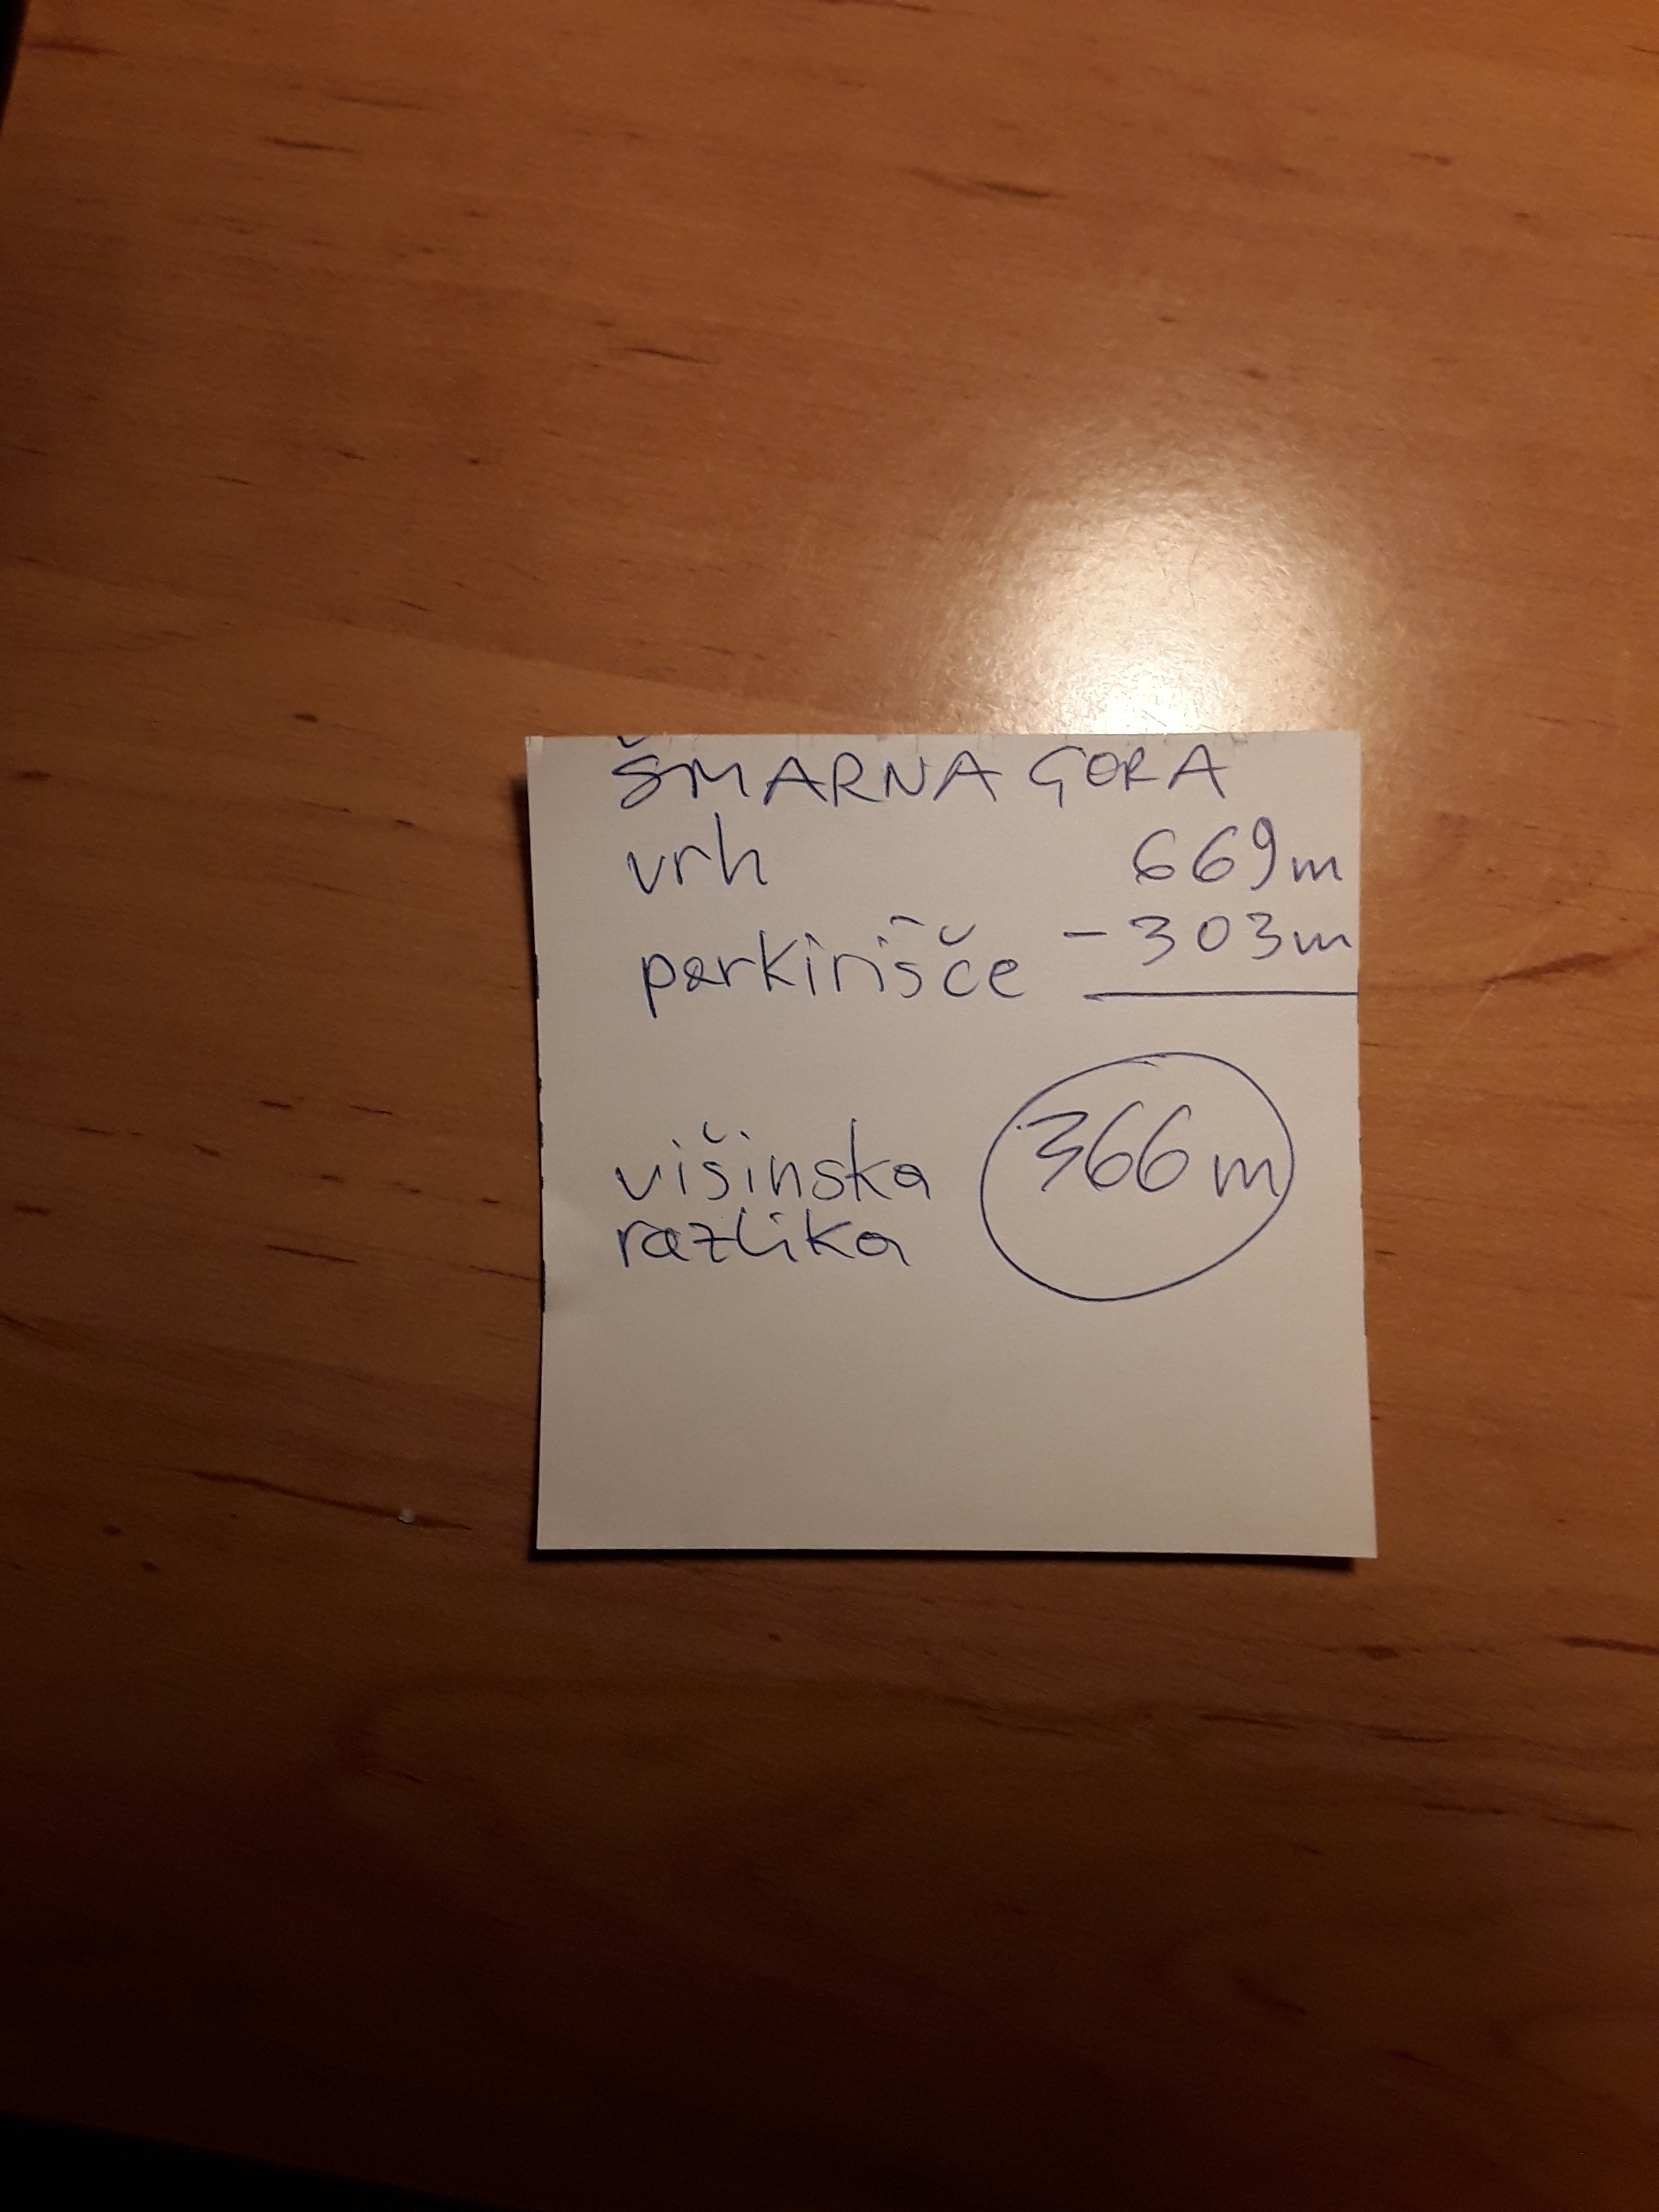 ŠMARNA GORA
vrh 669m
parkirišče - 303m
višinska 366m
razlika